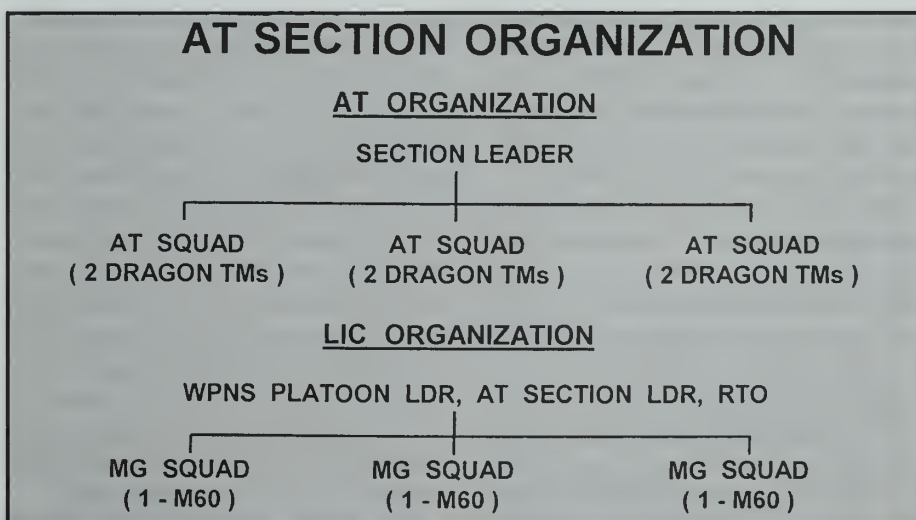 AT SECTION ORGANIZATION
AT ORGANIZATION
SECTION LEADER
AT SQUAD AT SQUAD AT SQUAD
( 2 DRAGON TMs ) ( 2 DRAGON TMs ) ( 2 DRAGON TMs )
LIC ORGANIZATION
WPNS PLATOON LDR, AT SECTION LDR, RTO
MG SQUAD MG SQUAD MG SQUAD
( 1 - M60 ) ( 1 - M60 ) ( 1 - M60 )